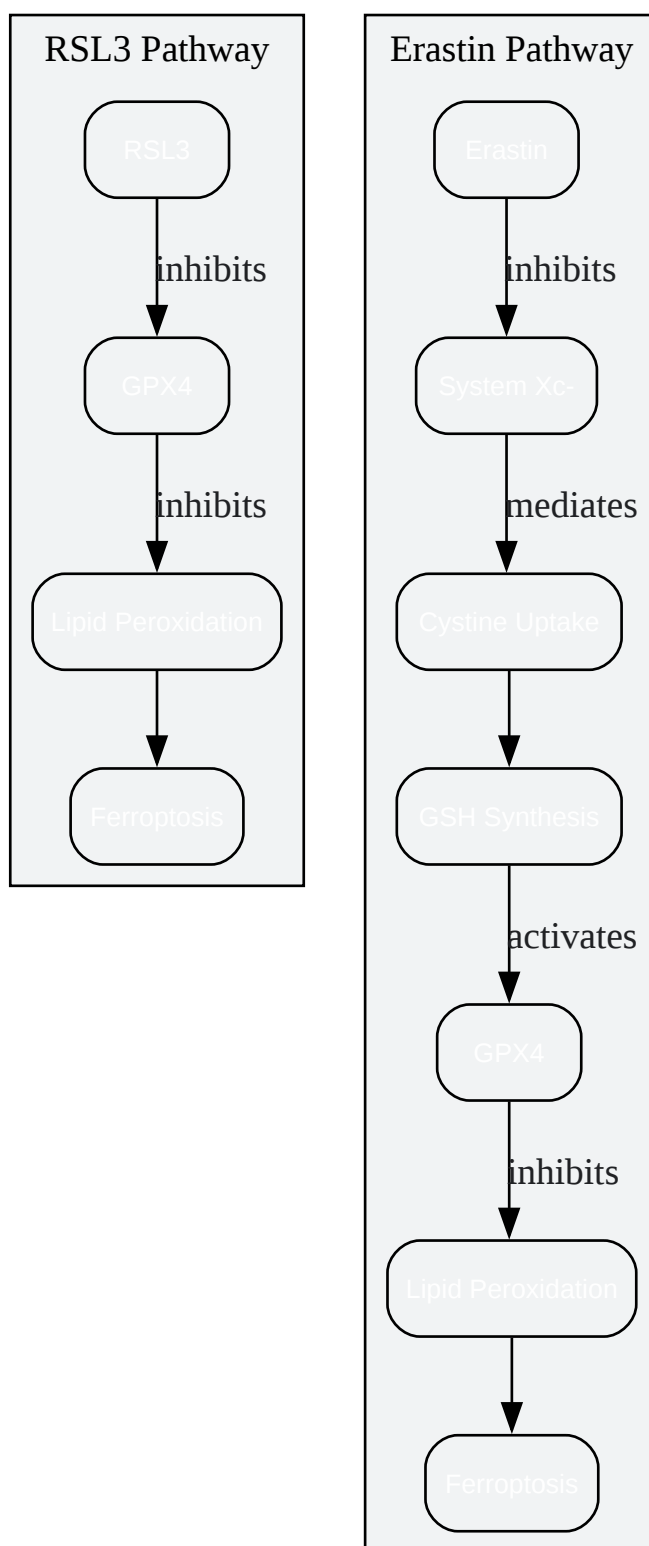 RSL3 Pathway
RSL3
inhibits
GPX4
inhibits
Lipid Peroxidation
Ferroptosis
Erastin Pathway
Erastin
inhibits
System Xc-
mediates
Cystine Uptake
GSH Synthesis
activates
GPX4
inhibits
Lipid Peroxidation
Ferroptosis